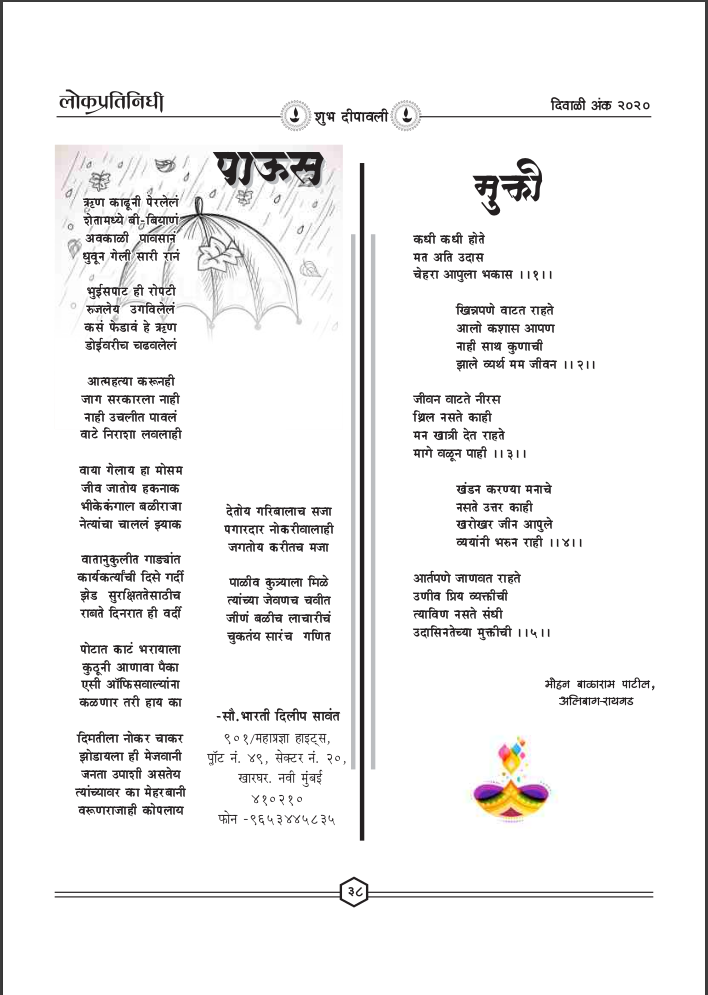 लोकप्रतिनिधी
शुभ दीपावली
दिवाळी अंक २०२०
पाऊस
ऋण काढूनी पेरलेलं
शेतामध्ये बी-बियाणं
अवकाळी पावसानं
धुवून गेली सारी रानं
भुईसपाट ही रोपटी
रुजलेय उगविलेलं
कसं फेडावं हे ऋण
डोईवरीच चढवलेलं
आत्महत्या करूनही
जाग सरकारला नाही
नाही उचलीत पावलं
वाटे निराशा लवलाही
वाया गेलाय हा मोसम
जीव जातोय हकनाक
भीकेकंगाल बळीराजा
नेत्यांचा चाललं झ्याक
वातानुकुलीत गाड्यांत
कार्यकर्त्यांची दिसे गर्दी
झेड सुरक्षिततेसाठीच
राबते दिनरात ही वर्दी
पोटात काटं भरायाला
कुठूनी आणावा पैका
एसी ऑफिसवाल्यांना
कळणार तरी हाय का
दिमतीला नोकर चाकर
झोडायला ही मेजवानी
जनता उपाशी असतेय
त्यांच्यावर का मेहरबानी
वरूणराजाही कोपलाय
देतोय गरिबालाच सजा
पगारदार नोकरीवालाही
जगतोय करीतच मजा
पाळीव कुत्र्याला मिळे
त्यांच्या जेवणच चवीत
जीणं बळीच लाचारीचं
चुकतंय सारंच गणित
-सौ.भारती दिलीप सावंत
९०१/महाप्रज्ञा हाइट्स,
प्लॉट नं. ४९, सेक्टर नं. २०,
खारघर. नवी मुंबई
४१०२१०
फोन -९६५३४४५८३५
मुक्ती
कधी कधी होते
मत अति उदास
चेहरा आपुला भकास ।।१।।
खिन्नपणे वाटत राहते
आलो कशास आपण
नाही साथ कुणाची
झाले व्यर्थ मम जीवन ।।२।।
जीवन वाटते नीरस
थ्रिल नसते काही
मन खात्री देत राहते
मागे वळून पाही ।।३।।
खंडन करण्या मनाचे
नसते उत्तर काही
खरोखर जीन आपुले
व्ययांनी भरुन राही ।।४।।
आर्तपणे जाणवत राहते
उणीव प्रिय व्यक्तीची
त्याविण नसते संधी
उदासिनतेच्या मुक्तीची ।।५।।
मोहन बाळाराम पाटील,
अलिबाग-रायगड
३८